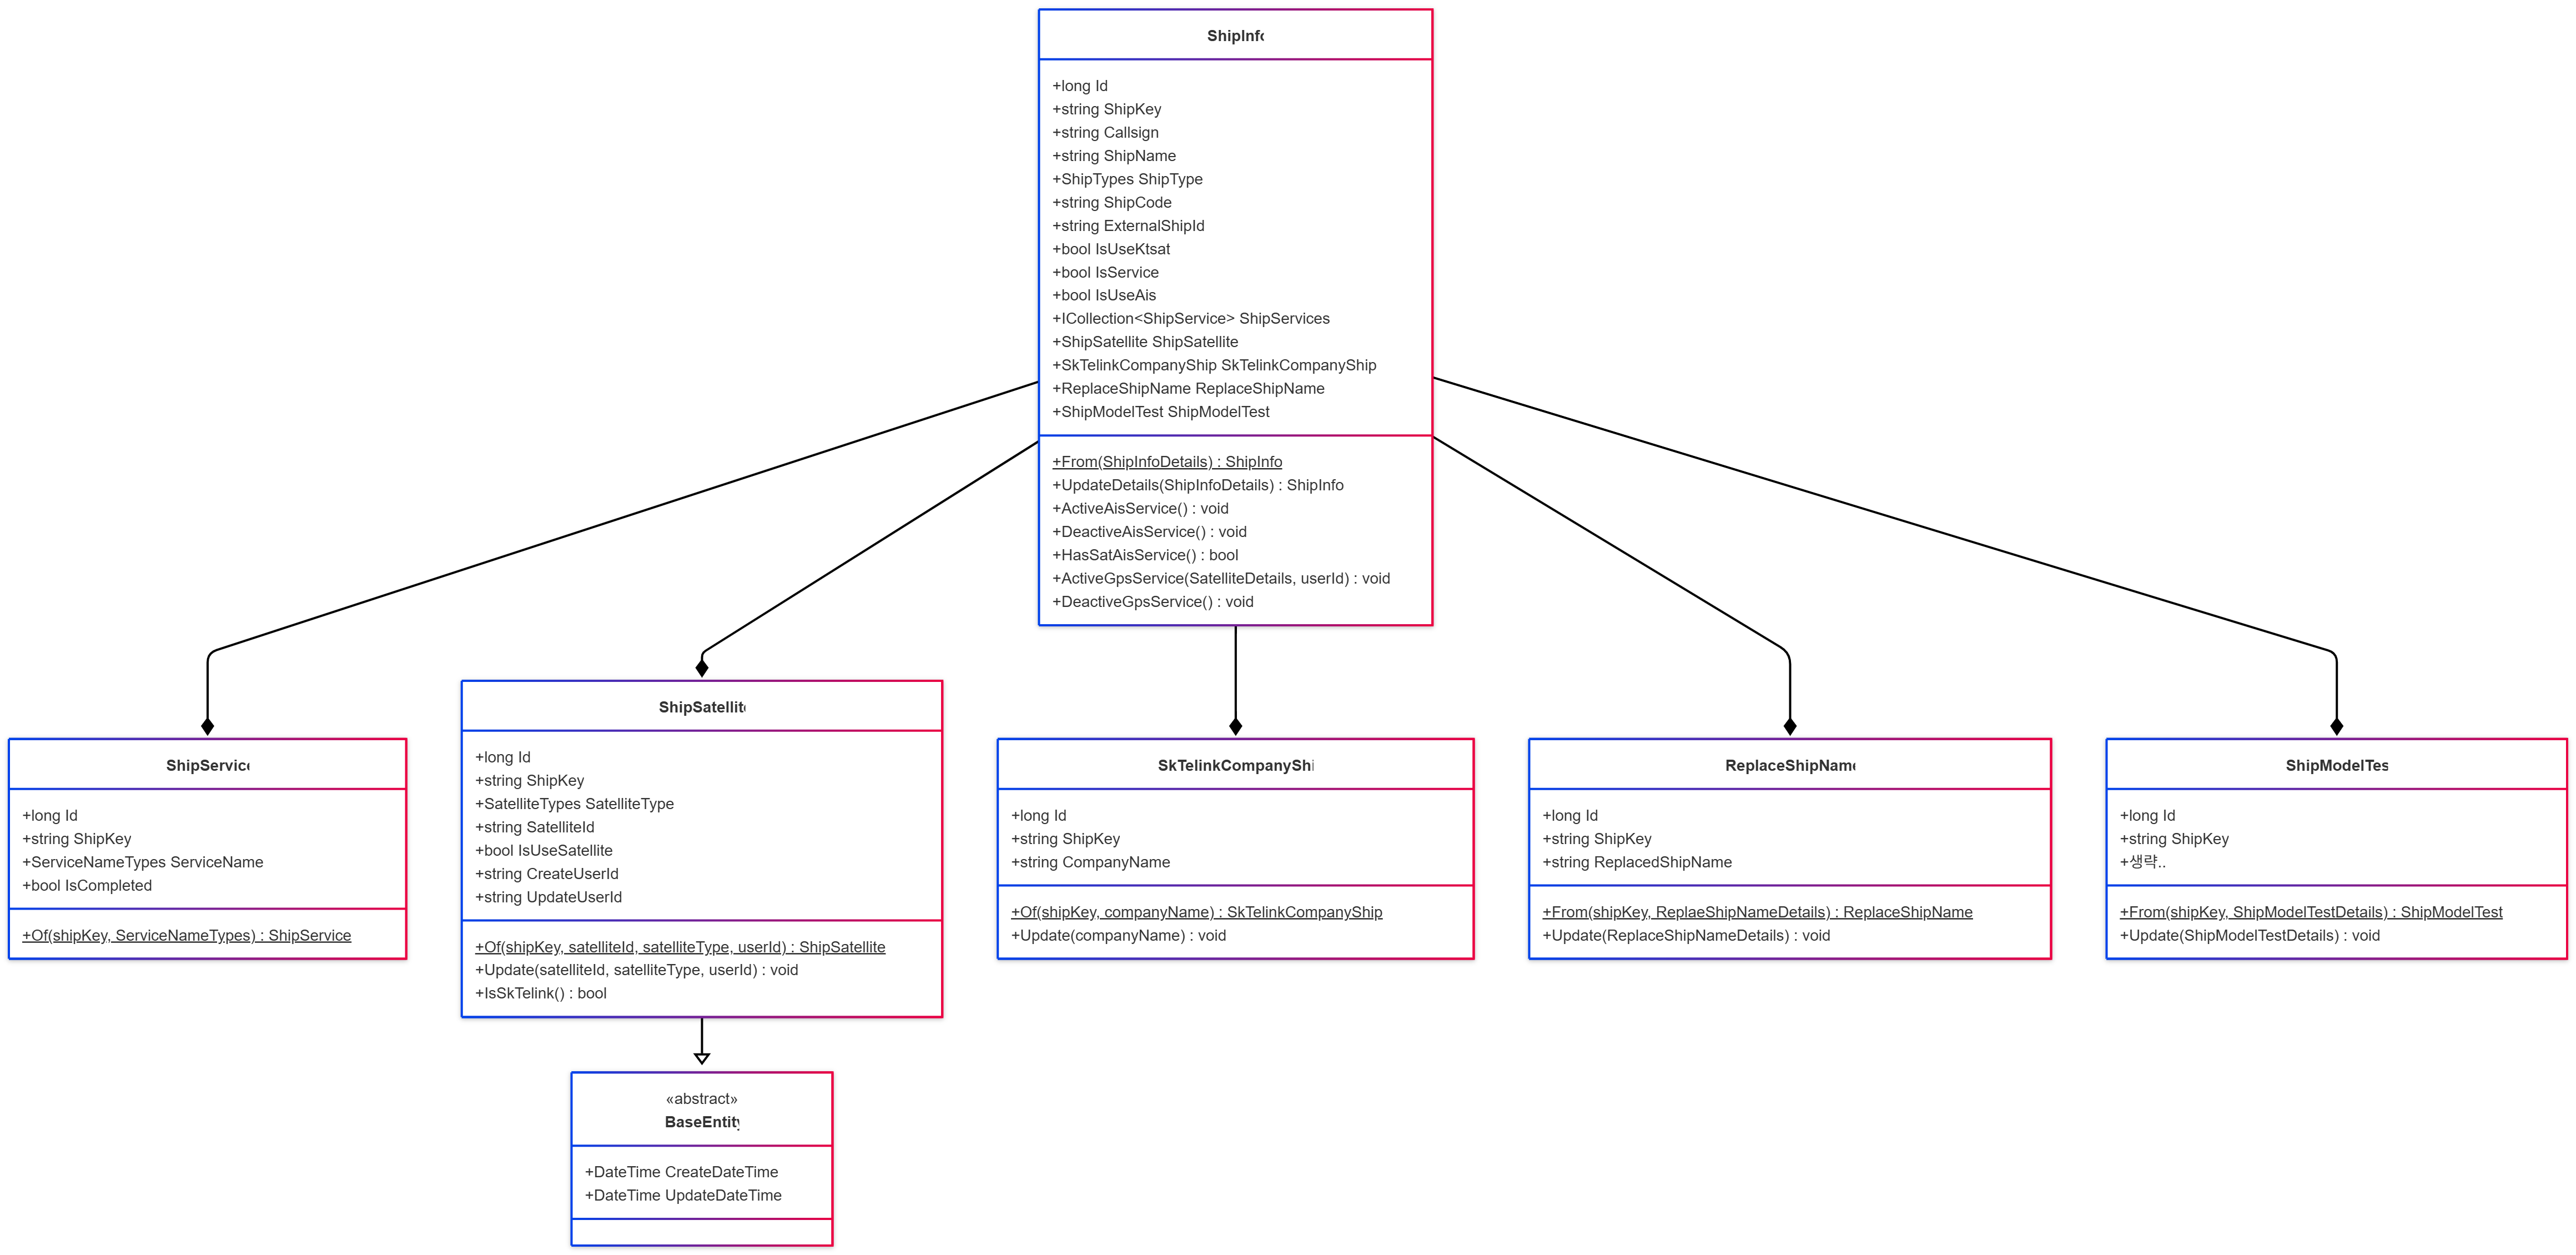 ShipInfo
+long Id
+string ShipKey
+string Callsign
+string ShipName
+ShipTypes ShipType
+string ShipCode
+string ExternalShipId
+bool IsUseKtsat
+bool IsService
+bool IsUseAis
+ICollection<ShipService> ShipServices
+ShipSatellite ShipSatellite
+SkTelinkCompanyShip SkTelinkCompanyShip
+ReplaceShipName ReplaceShipName
+ShipModelTest ShipModelTest
+From(ShipInfoDetails) : ShipInfo
+UpdateDetails(ShipInfoDetails) : ShipInfo
+ActiveAisService() : void
+DeactiveAisService() : void
+HasSatAisService() : bool
+ActiveGpsService(SatelliteDetails, userId) : void
+DeactiveGpsService() : void
ShipService
+long Id
+string ShipKey
+ServiceNameTypes ServiceName
+bool IsCompleted
+Of(shipKey, ServiceNameTypes) : ShipService
ShipSatellite
+long Id
+string ShipKey
+SatelliteTypes SatelliteType
+string SatelliteId
+bool IsUseSatellite
+string CreateUserId
+string UpdateUserId
+Of(shipKey, satelliteId, satelliteType, userId) : ShipSatellite
+Update(satelliteId, satelliteType, userId) : void
+IsSkTelink() : bool
SkTelinkCompanyShi
+long Id
+string ShipKey
+string CompanyName
+Of(shipKey, companyName) : SkTelinkCompanyShip
+Update(companyName) : void
ReplaceShipName
+long Id
+string ShipKey
+string ReplacedShipName
+From(shipKey, ReplaeShipNameDetails) : ReplaceShipName
+Update(ReplaceShipNameDetails) : void
ShipModelTes
+long Id
+string ShipKey
+생략..
+From(shipKey, ShipModelTestDetails) : ShipModelTest
+Update(ShipModelTestDetails) : void
«abstract»
BaseEntity
+DateTime CreateDateTime
+DateTime UpdateDateTime